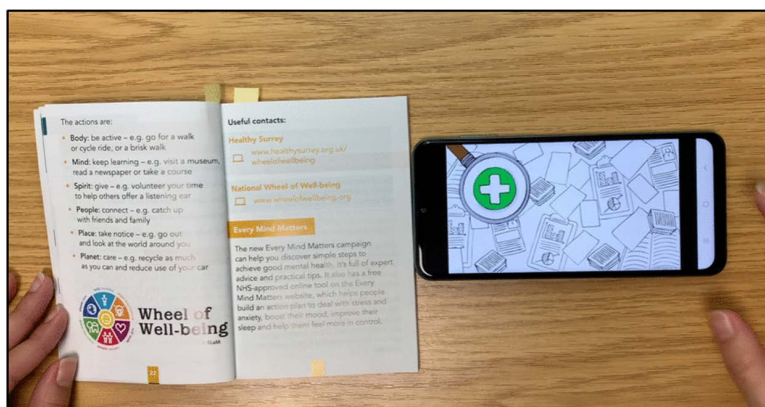 The actions are:
• Body: be active – e.g. go for a walk
or cycle ride, or a brisk walk
• Mind: keep learning – e.g. visit a museum,
read a newspaper or take a course
• Spirit: give – e.g. volunteer your time
to help others offer a listening ear
• People: connect – e.g. catch up
with friends and family
• Place: take notice – e.g. go out
and look at the world around you
• Planet: care – e.g. recycle as much
as you can and reduce use of your car
Wheel of
Well-being
22
Useful contacts:
Healthy Surrey
www.healthysurrey.org.uk/
wheelofwellbeing
National Wheel of Well-being
www.wheelofwellbeing.org
Every Mind Matters
The new Every Mind Matters campaign
can help you discover simple steps to
achieve good mental health. It's full of expert
advice and practical tips. It also has a free
NHS-approved online tool on the Every
Mind Matters website, which helps people
build an action plan to deal with stress and
anxiety, boost their mood, improve their
sleep and help them feel more in control.